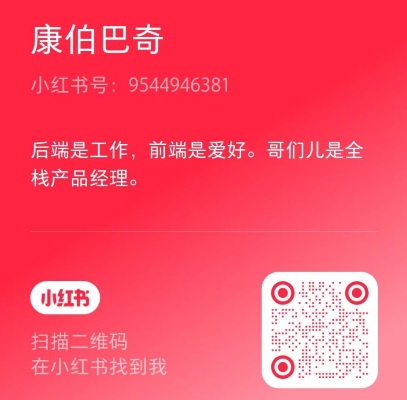 康伯巴奇
小红书号：9544946381
后端是工作，前端是爱好。哥们儿是全
栈产品经理。
小红书
扫描二维码
在小红书找到我